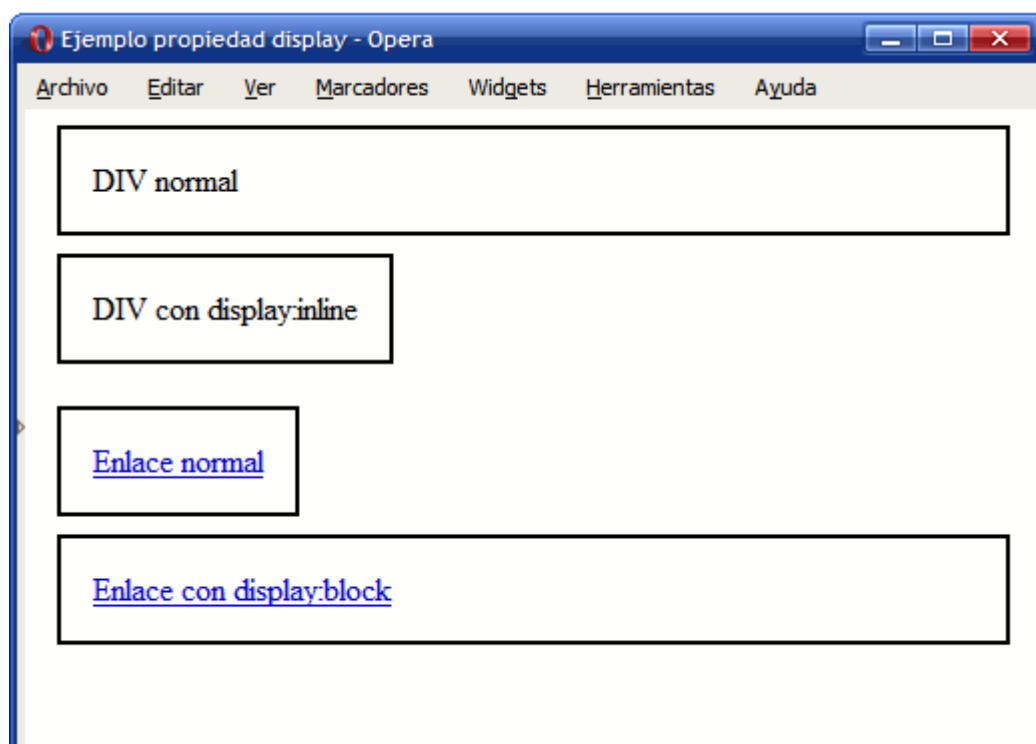 Ejemplo propiedad display - Opera
Archivo Editar Ver Marcadores Widgets Herramientas Ayuda
DIV normal
DIV con display:inline
Enlace normal
Enlace con display:block